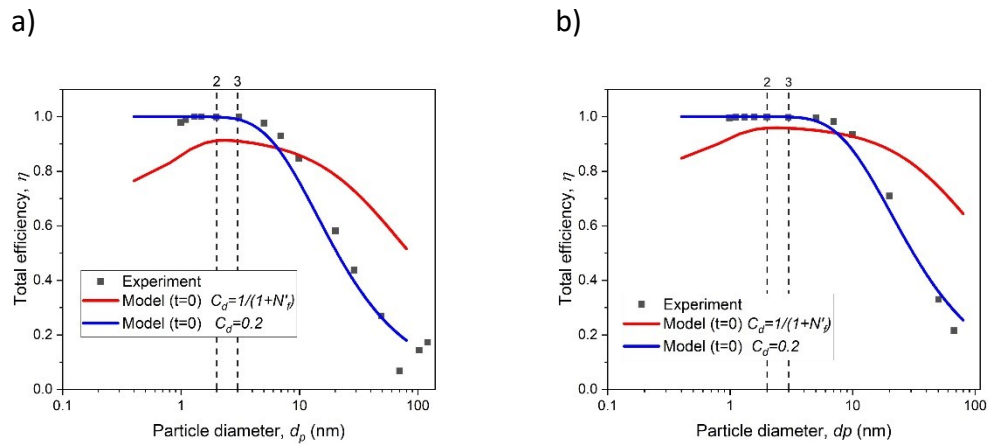 a)
2 3
1.0
0.8
0.6
0.4
0.2
0.0
Total efficiency, η
Experiment
Model (t=0) C_d=1/(1+N'_f)
Model (t=0) C_d=0.2
0.1 1 10 100
Particle diameter, d_p (nm)
b)
2 3
1.0
0.8
0.6
0.4
0.2
0.0
Total efficiency, η
Experiment
Model (t=0) C_d=1/(1+N'_f)
Model (t=0) C_d=0.2
0.1 1 10 100
Particle diameter, dp (nm)